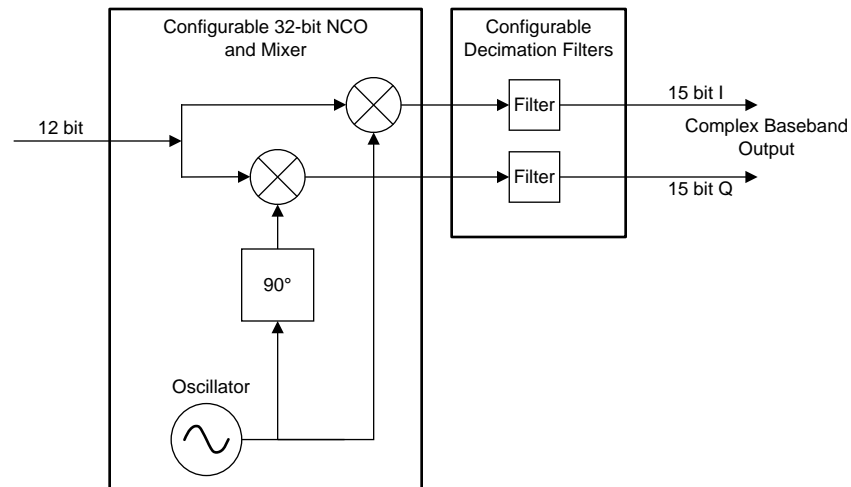 Configurable 32-bit NCO
and Mixer
Configurable
Decimation Filters
12 bit
Filter
15 bit I
Complex Baseband
Output
Filter
15 bit Q
90°
Oscillator